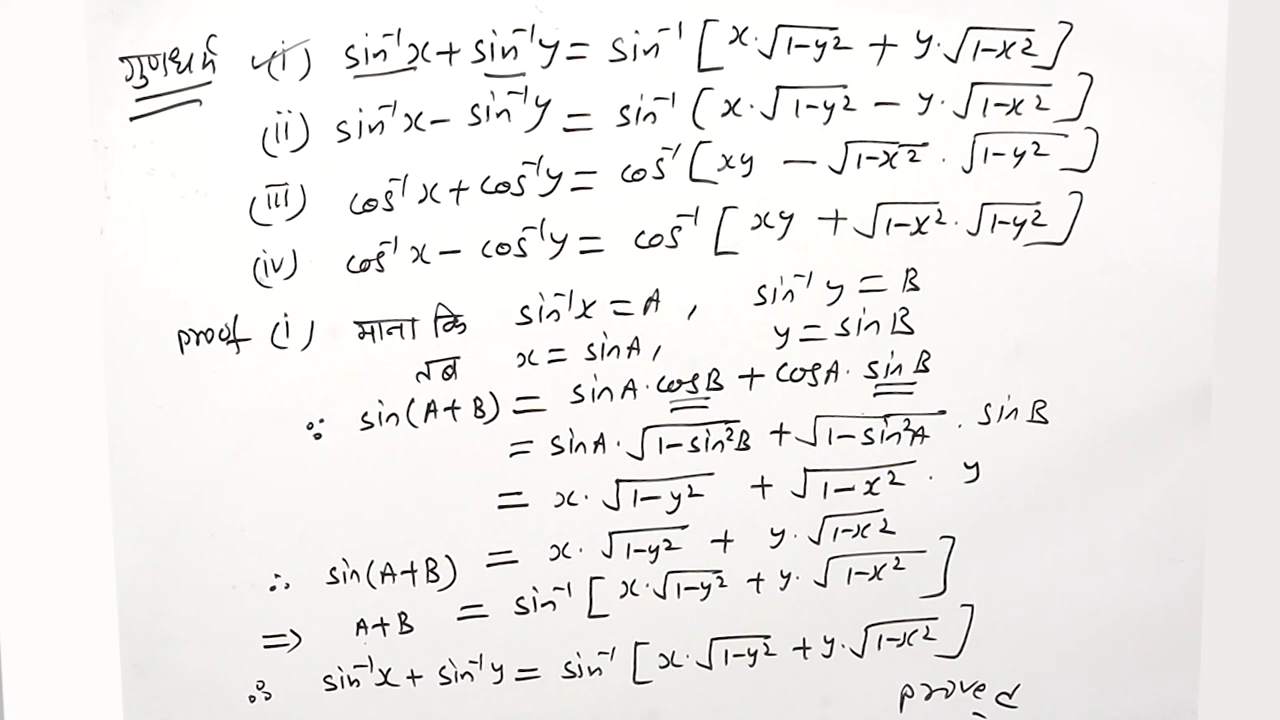 गुणधर्म (i) sin⁻¹x + sin⁻¹y = sin⁻¹ [x.√1-y² + y.√1-x²]
(ii) sin⁻¹x - sin⁻¹y = sin⁻¹ (x.√1-y² - y.√1-x²]
(iii) cos⁻¹x + cos⁻¹y = cos⁻¹ [xy - √1-x² . √1-y²]
(iv) cos⁻¹x - cos⁻¹y = cos⁻¹ [xy + √1-x² . √1-y²]
proof (i) माना कि sin⁻¹x = A, sin⁻¹y = B
तब x = sinA, y = sinB
∵ sin(A+B) = sinA.cosB + cosA.sinB
= sinA.√1-sin²B + √1-sin²A . sinB
= x.√1-y² + √1-x² . y
∴ sin(A+B) = x.√1-y² + y.√1-x²
⇒ A+B = sin⁻¹ [x.√1-y² + y.√1-x²]
∴ sin⁻¹x + sin⁻¹y = sin⁻¹ [x.√1-y² + y.√1-x²]
proved